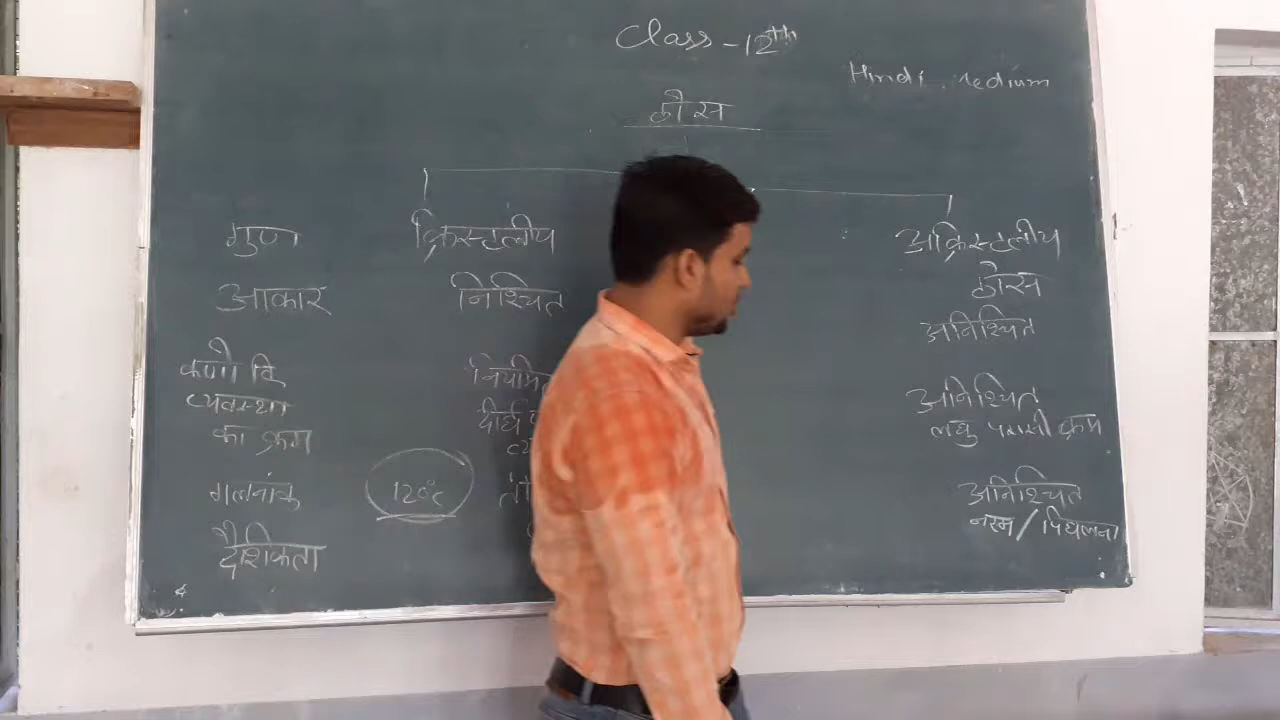 Class - 12th
Hindi Medium
ठोस
गुण क्रिस्टलीय अक्रिस्टलीय
ठोस
आकार निश्चित
अनिश्चित
कणो वि नियमित अनिश्चित
व्यवस्था दीर्घ लघु परासी क्रम
का क्रम
गलनांक 120°c अनिश्चित
नरम/पिघलना
दैशिकता